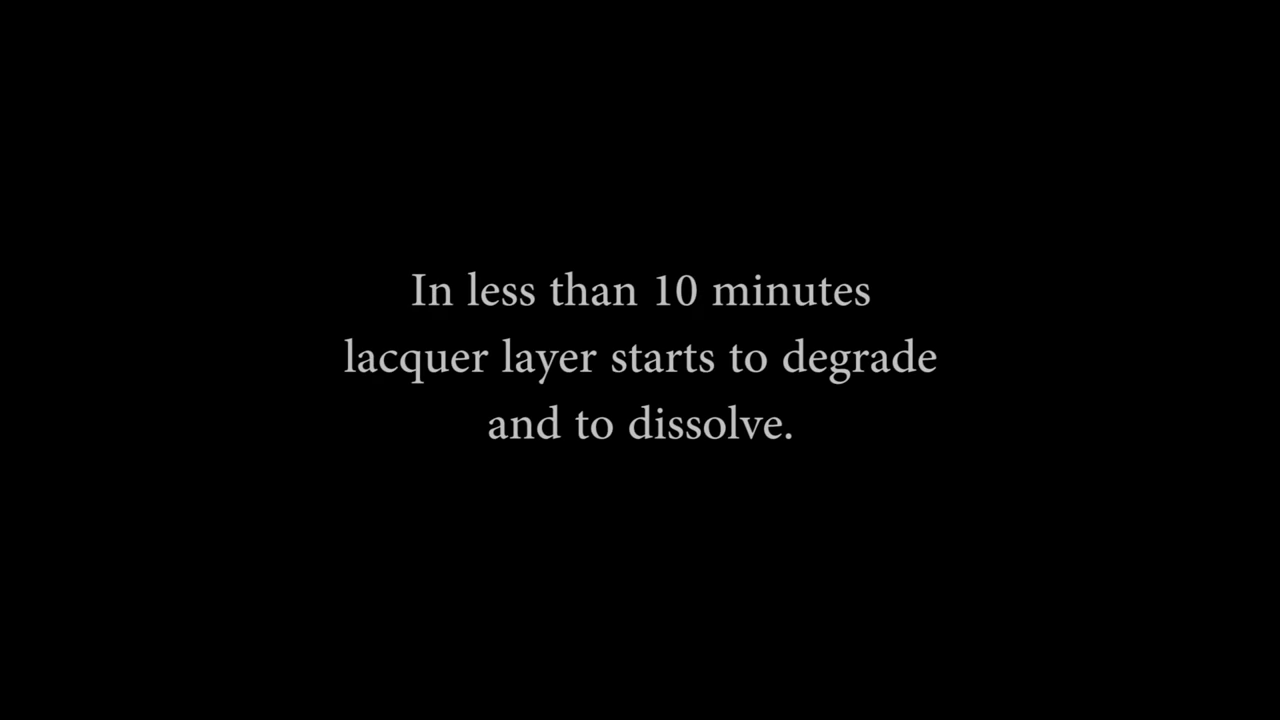 In less than 10 minutes
lacquer layer starts to degrade
and to dissolve.